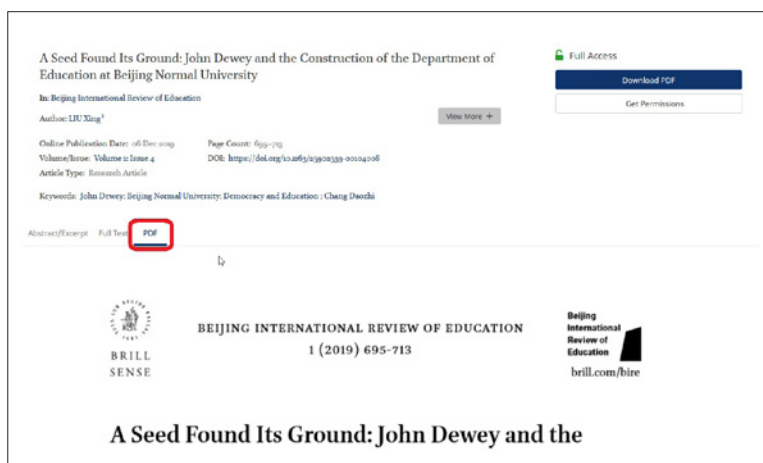 A Seed Found Its Ground: John Dewey and the Construction of the Department of
Education at Beijing Normal University
In: Beijing International Review of Education
Author: LIU Xing 1
Online Publication Date: 06 Dec 2019
Page Count: 695–713
Volume/Issue: Volume 1: Issue 4
DOI: https://doi.org/10.1163/25902539-00104008
Article Type: Research Article
Keywords: John Dewey; Beijing Normal University; Democracy and Education; Chang Daozhi
View More +
Full Access
Download PDF
Get Permissions
Abstract/Excerpt
Full Text
PDF
BRILL
SENSE
BEIJING INTERNATIONAL REVIEW OF EDUCATION
1 (2019) 695-713
Beijing
International
Review of
Education
brill.com/bire
A Seed Found Its Ground: John Dewey and the